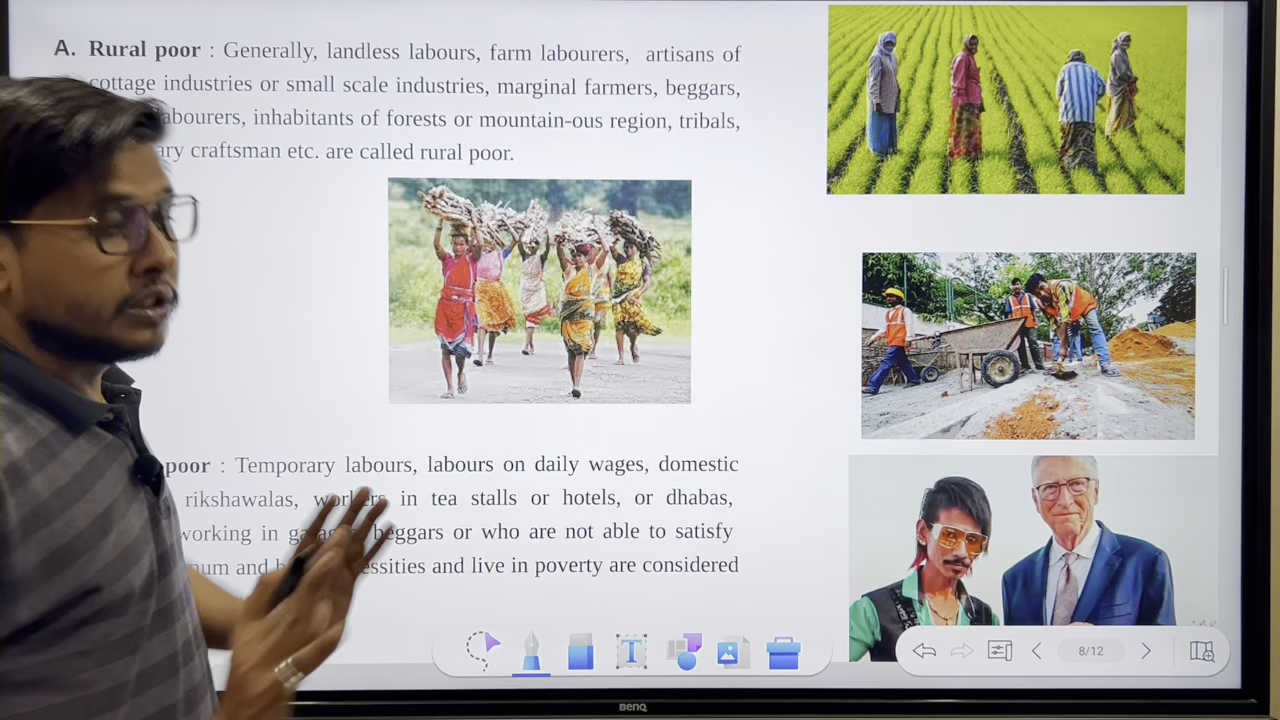 A. Rural poor : Generally, landless labours, farm labourers, artisans of
cottage industries or small scale industries, marginal farmers, beggars,
abourers, inhabitants of forests or mountain-ous region, tribals,
ary craftsman etc. are called rural poor.
poor : Temporary labours, labours on daily wages, domestic
rikshawalas, workers in tea stalls or hotels, or dhabas,
working in beggars or who are not able to satisfy
num and essities and live in poverty are considered
T
8/12
BenQ